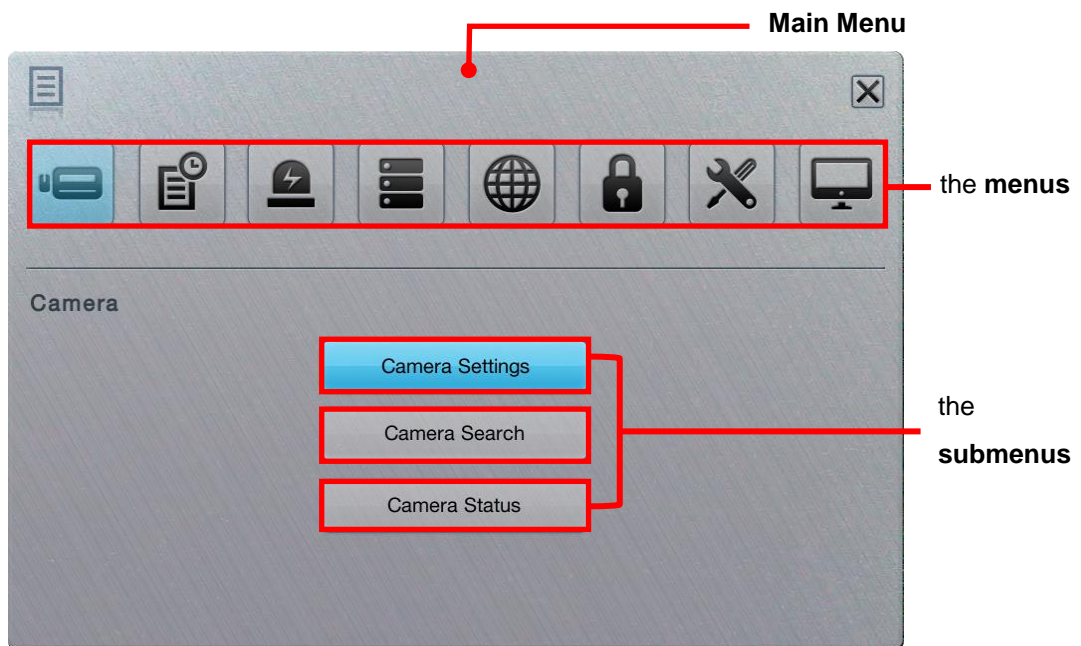 Main Menu
the menus
Camera
Camera Settings
Camera Search
Camera Status
the
submenus